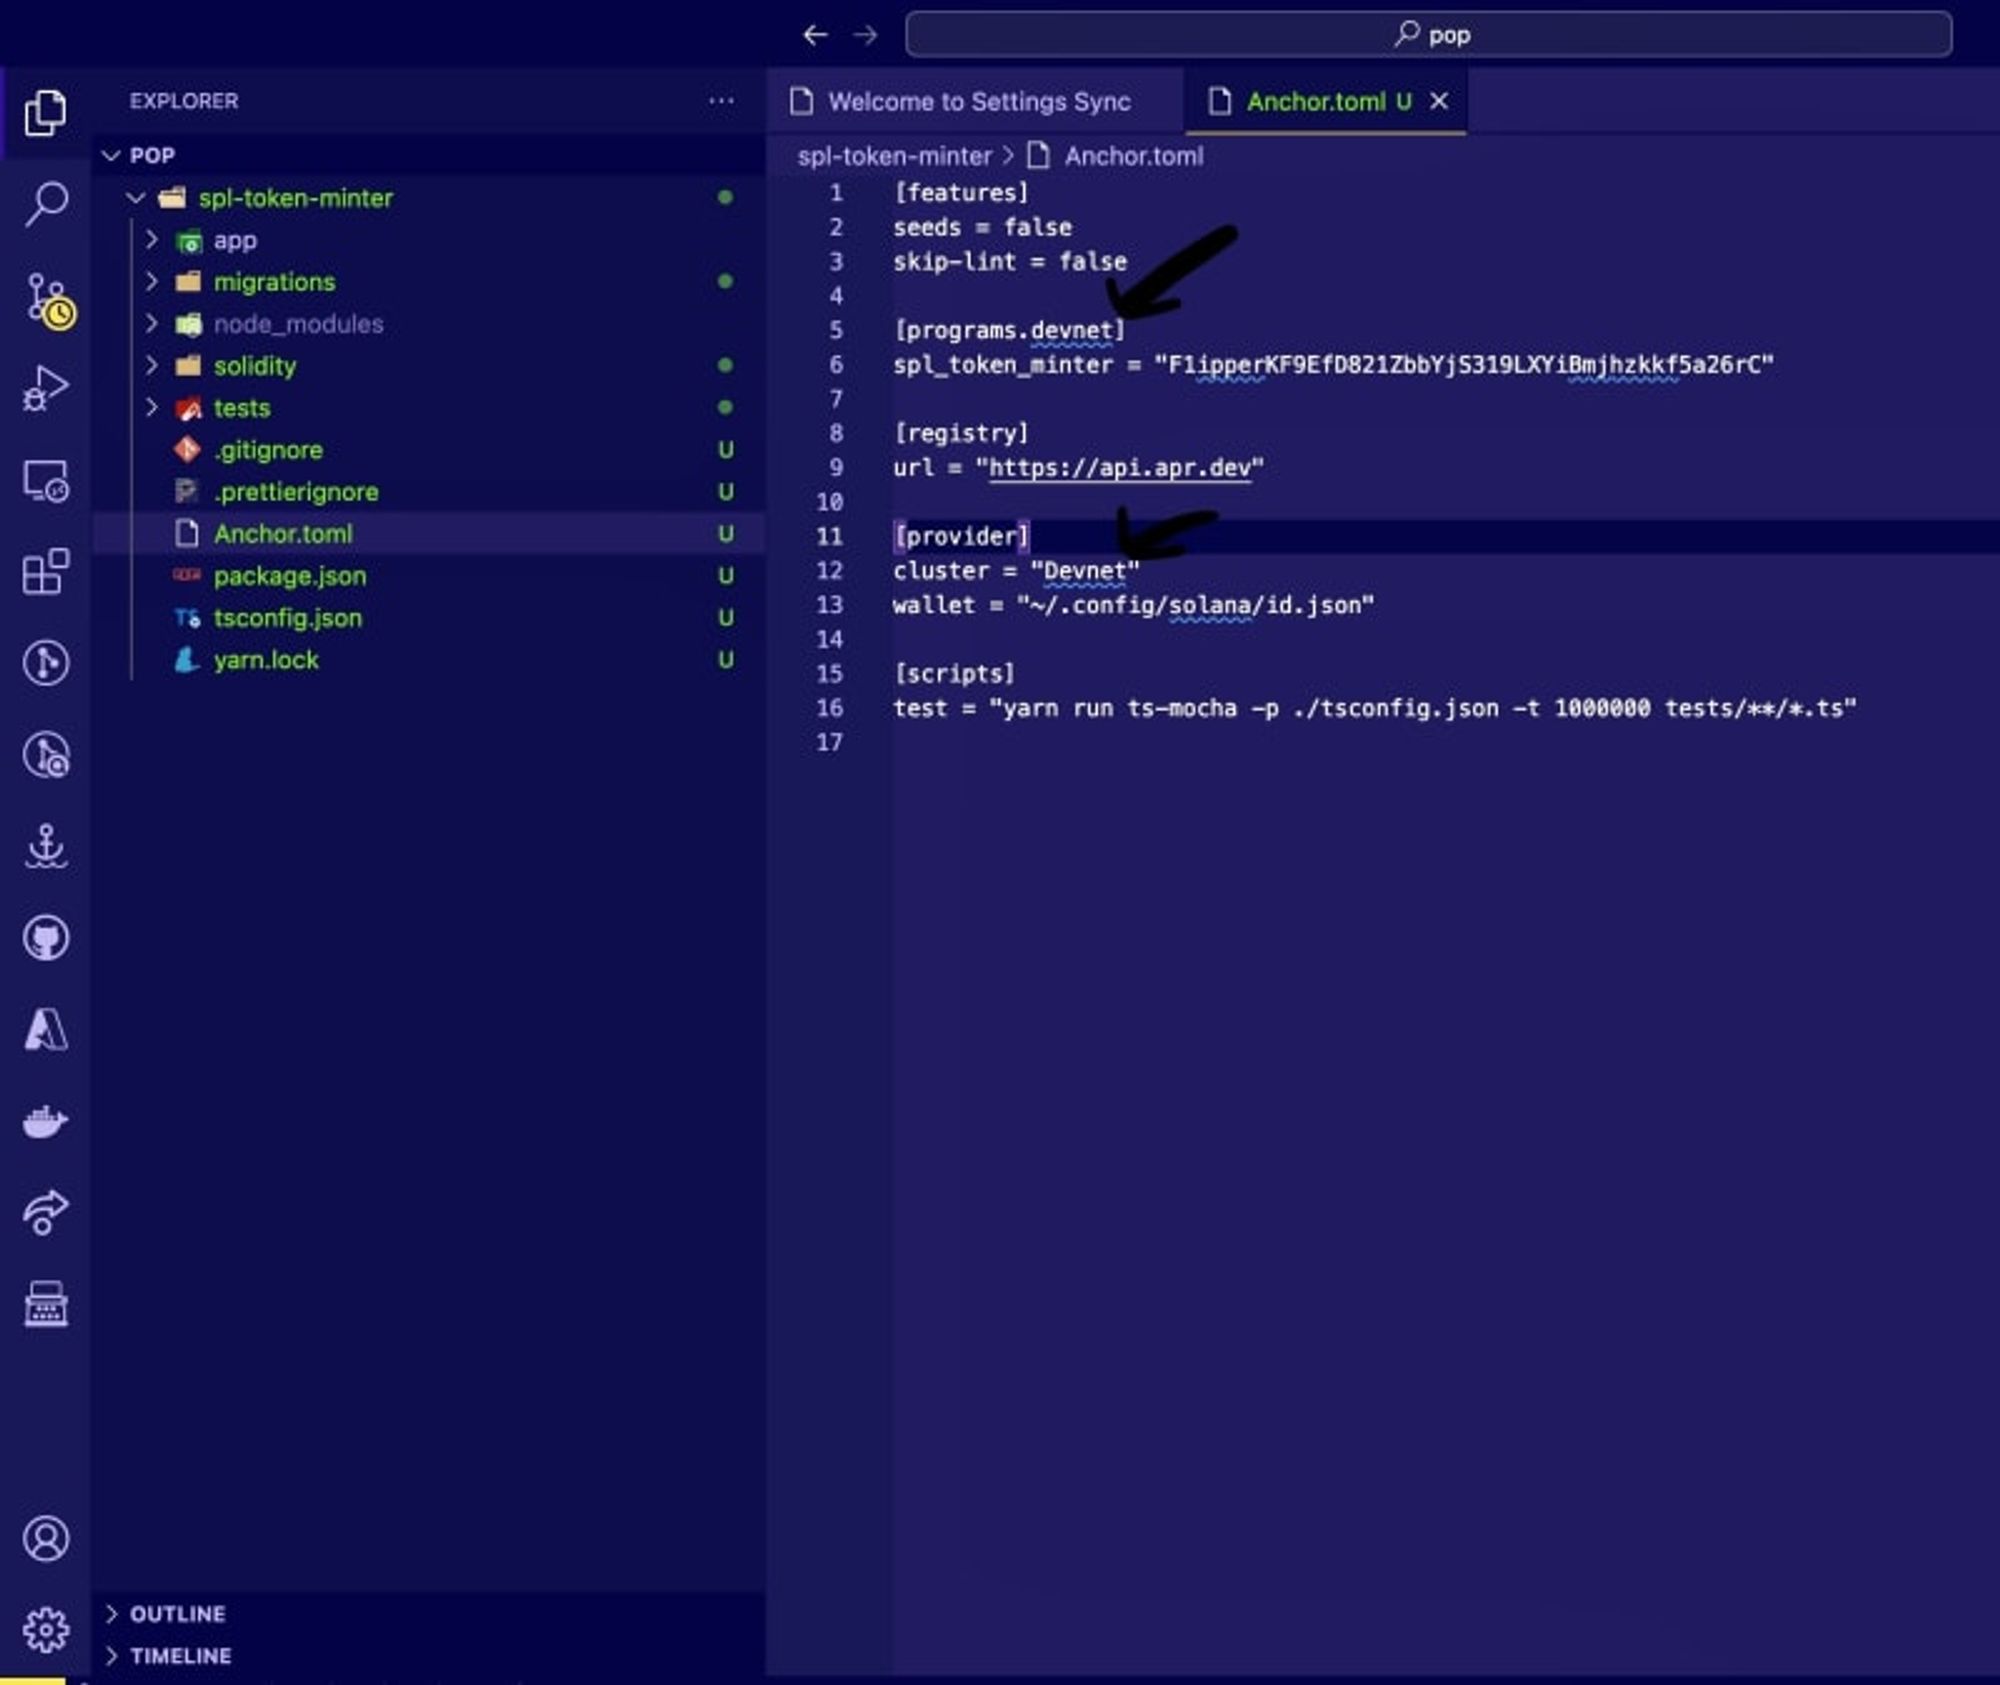 pop
EXPLORER
Welcome to Settings Sync
Anchor.toml U
POP
spl-token-minter
app
migrations
node_modules
solidity
tests
.gitignore U
.prettierignore U
Anchor.toml U
package.json U
tsconfig.json U
yarn.lock U
OUTLINE
TIMELINE
spl-token-minter > Anchor.toml
1 [features]
2 seeds = false
3 skip-lint = false
4
5 [programs.devnet]
6 spl_token_minter = "F1ipperKF9EfD821ZbbYjS319LXYiBmjhzkkf5a26rC"
7
8 [registry]
9 url = "https://api.apr.dev"
10
11 [provider]
12 cluster = "Devnet"
13 wallet = "~/.config/solana/id.json"
14
15 [scripts]
16 test = "yarn run ts-mocha -p ./tsconfig.json -t 1000000 tests/**/*.ts"
17